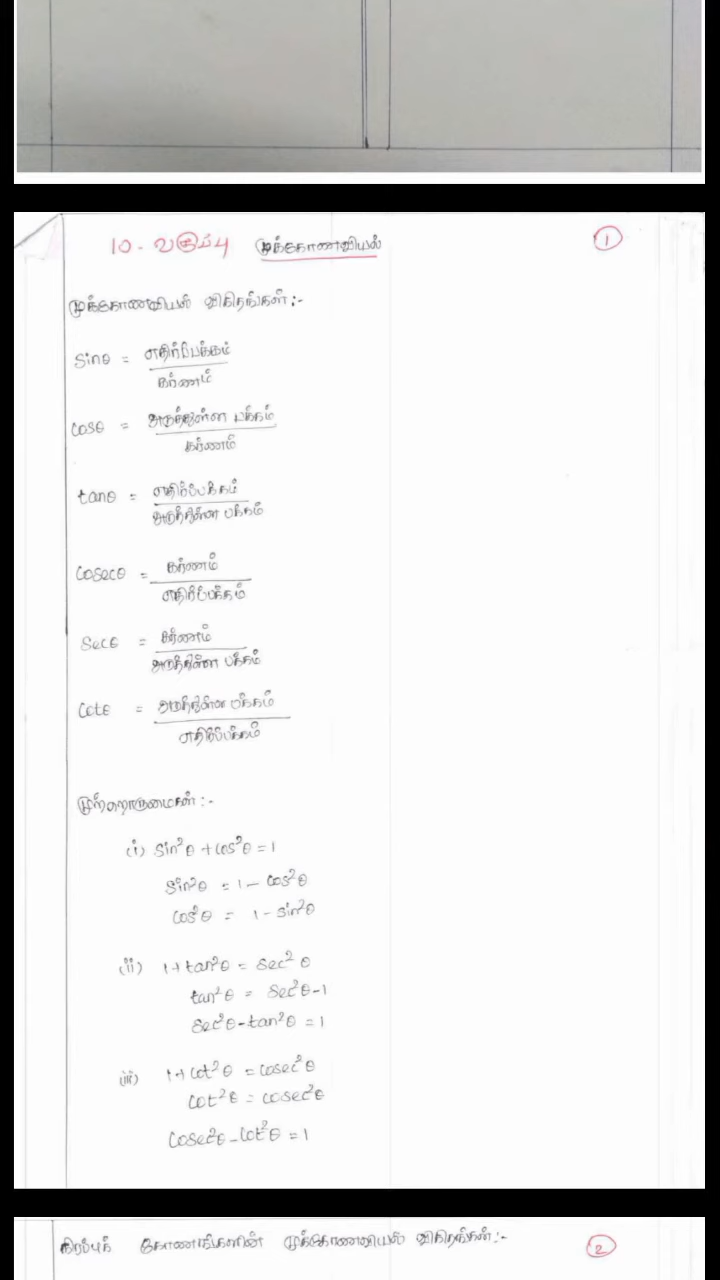 10 - வகுப்பு முக்கோணவியல் 1
முக்கோணவியல் விகிதங்கள் :-
sinθ = எதிர்ப்பக்கம் / கர்ணம்
cosθ = அடுத்துள்ள பக்கம் / கர்ணம்
tanθ = எதிர்ப்பக்கம் / அடுத்துள்ள பக்கம்
cosecθ = கர்ணம் / எதிர்ப்பக்கம்
secθ = கர்ணம் / அடுத்துள்ள பக்கம்
cotθ = அடுத்துள்ள பக்கம் / எதிர்ப்பக்கம்
முற்றொருமைகள் :-
(i) sin²θ + cos²θ = 1
sin²θ = 1 - cos²θ
cos²θ = 1 - sin²θ
(ii) 1 + tan²θ = sec²θ
tan²θ = sec²θ - 1
sec²θ - tan²θ = 1
(iii) 1 + cot²θ = cosec²θ
cot²θ = cosec²θ
cosec²θ - cot²θ = 1
சிறப்புக் கோணங்களின் முக்கோணவியல் விகிதங்கள் :- 2